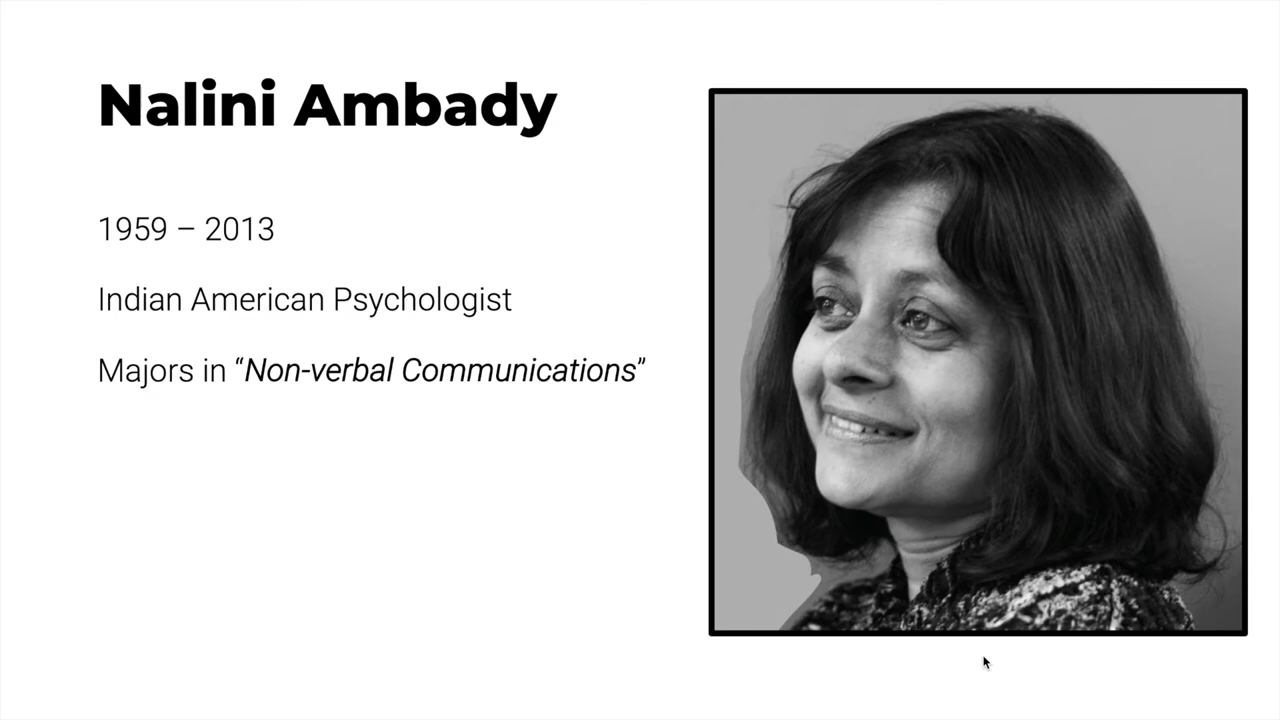 Nalini Ambady
1959 – 2013
Indian American Psychologist
Majors in “Non-verbal Communications”